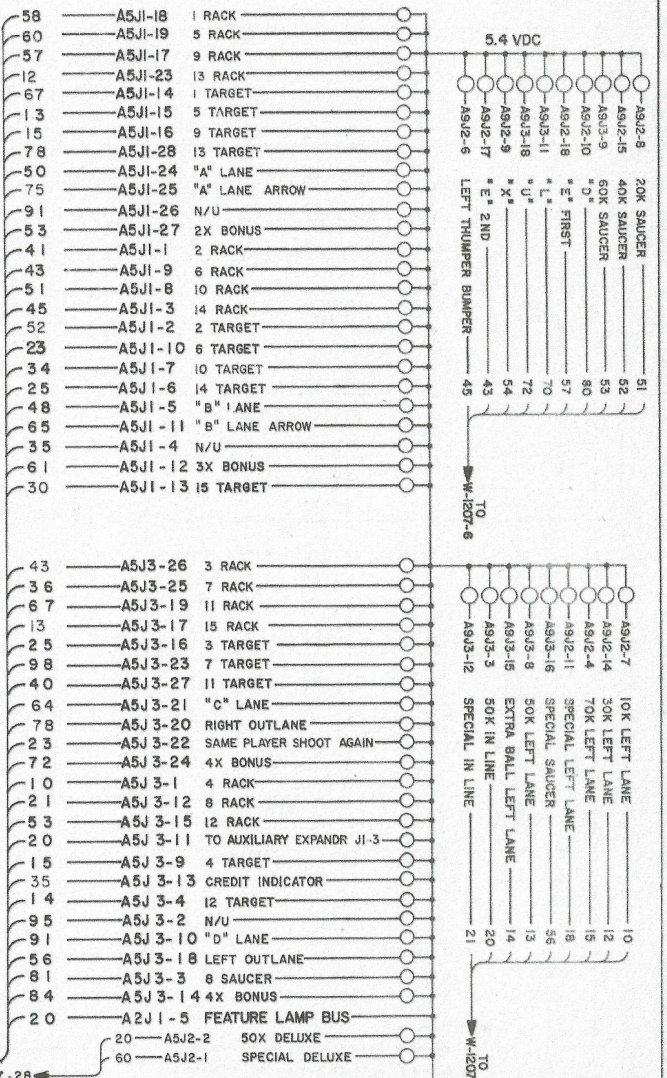 58 A5J1-18 1 RACK
60 A5J1-19 5 RACK
57 A5J1-17 9 RACK
12 A5J1-23 13 RACK
67 A5J1-14 1 TARGET
13 A5J1-15 5 TARGET
15 A5J1-16 9 TARGET
78 A5J1-28 13 TARGET
50 A5J1-24 "A" LANE
75 A5J1-25 "A" LANE ARROW
91 A5J1-26 N/U
53 A5J1-27 2X BONUS
41 A5J1-1 2 RACK
43 A5J1-9 6 RACK
51 A5J1-8 10 RACK
45 A5J1-3 14 RACK
52 A5J1-2 2 TARGET
23 A5J1-10 6 TARGET
34 A5J1-7 10 TARGET
25 A5J1-6 14 TARGET
48 A5J1-5 "B" LANE
65 A5J1-11 "B" LANE ARROW
35 A5J1-4 N/U
61 A5J1-12 3X BONUS
30 A5J1-13 15 TARGET
43 A5J3-26 3 RACK
36 A5J3-25 7 RACK
67 A5J3-19 11 RACK
13 A5J3-17 15 RACK
25 A5J3-16 3 TARGET
98 A5J3-23 7 TARGET
40 A5J3-27 11 TARGET
64 A5J3-21 "C" LANE
78 A5J3-20 RIGHT OUTLANE
23 A5J3-22 SAME PLAYER SHOOT AGAIN
72 A5J3-24 4X BONUS
10 A5J3-1 4 RACK
21 A5J3-12 8 RACK
53 A5J3-15 12 RACK
20 A5J3-11 TO AUXILIARY EXPANDR J1-3
15 A5J3-9 4 TARGET
35 A5J3-13 CREDIT INDICATOR
14 A5J3-4 12 TARGET
95 A5J3-2 N/U
91 A5J3-10 "D" LANE
56 A5J3-18 LEFT OUTLANE
81 A5J3-3 8 SAUCER
84 A5J3-14 4X BONUS
20 A2J1-5 FEATURE LAMP BUS
20 A5J2-2 50X DELUXE
60 A5J2-1 SPECIAL DELUXE
5.4 VDC
A9J2-8 20K SAUCER 51
A9J2-15 40K SAUCER 52
A9J3-9 60K SAUCER 53
A9J2-10 "D" 80
A9J2-18 "E" FIRST 57
A9J3-11 "L" 70
A9J3-18 "U" 72
A9J2-9 "X" 54
A9J2-17 "E" 2ND 43
A9J2-6 LEFT THUMPER BUMPER 45
TO
W-1207-6
A9J2-7 10K LEFT LANE 10
A9J2-14 30K LEFT LANE 12
A9J2-4 70K LEFT LANE 15
A9J2-11 SPECIAL LEFT LANE 18
A9J3-16 SPECIAL SAUCER 56
A9J3-8 50K LEFT LANE 13
A9J3-15 EXTRA BALL LEFT LANE 14
A9J3-3 50K IN LINE 20
A9J3-12 SPECIAL IN LINE 21
TO
W-1207